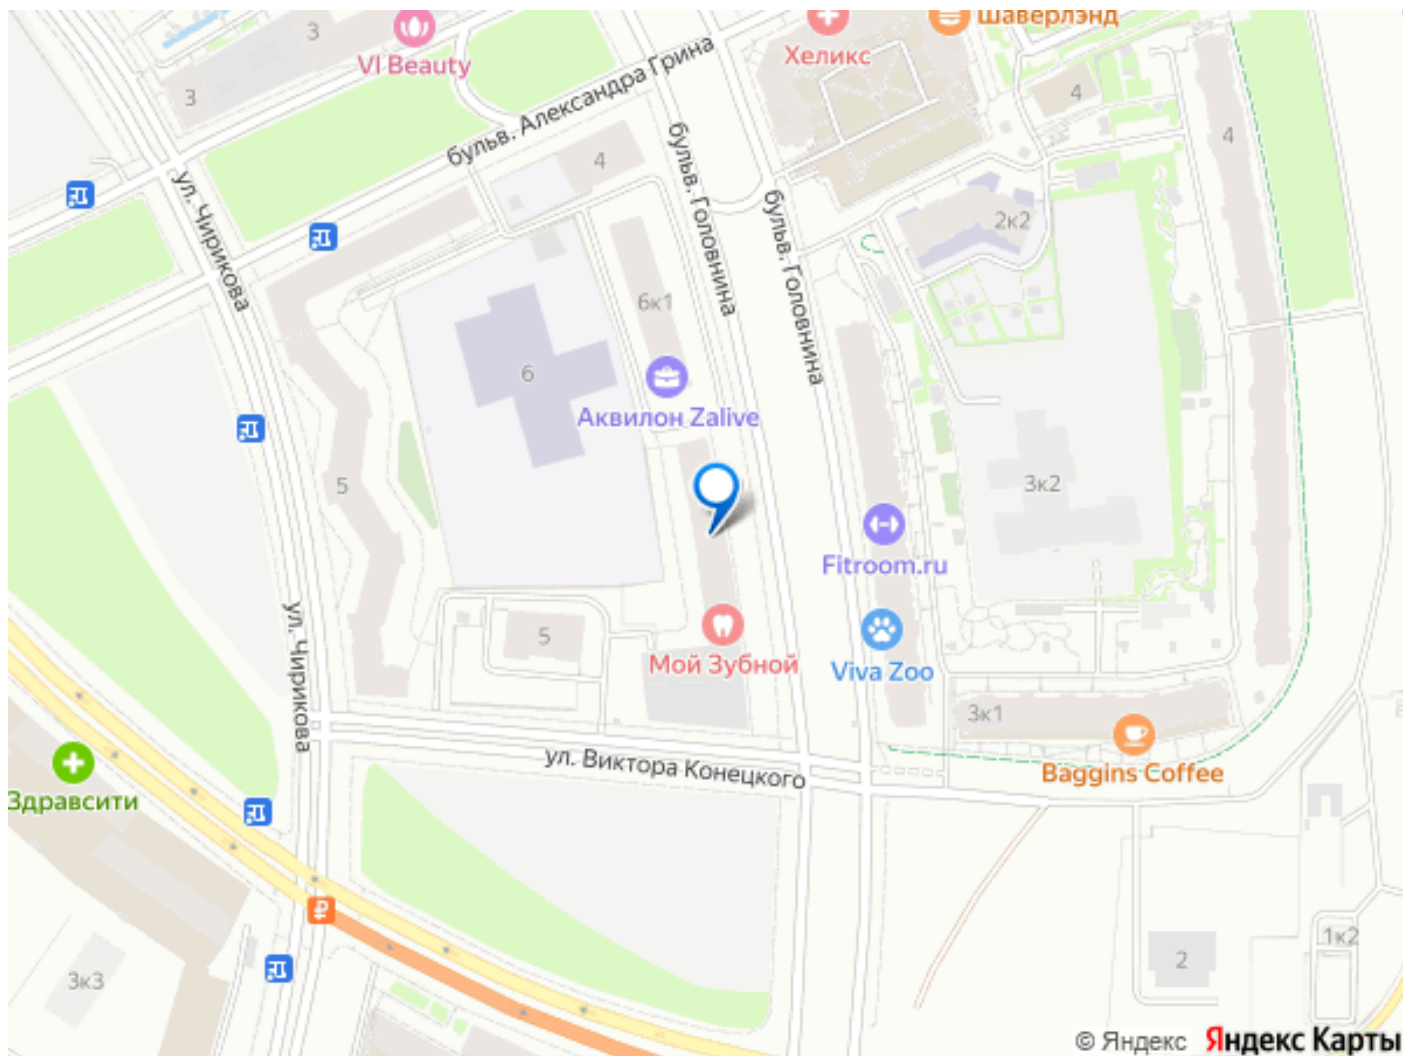 Шаверлэнд
3
VI Beauty
Хеликс
3
4
бульв. Александра Грина
4
4
ул. Чирикова
бульв. Головнина
бульв. Головнина
2к2
6к1
6
Аквилон Zalive
5
3к2
Fitroom.ru
ул. Чирикова
5
Мой Зубной
Viva Zoo
3к1
ул. Виктора Конецкого
Baggins Coffee
Здравсити
1к2
2
3к3
© Яндекс Яндекс Карты